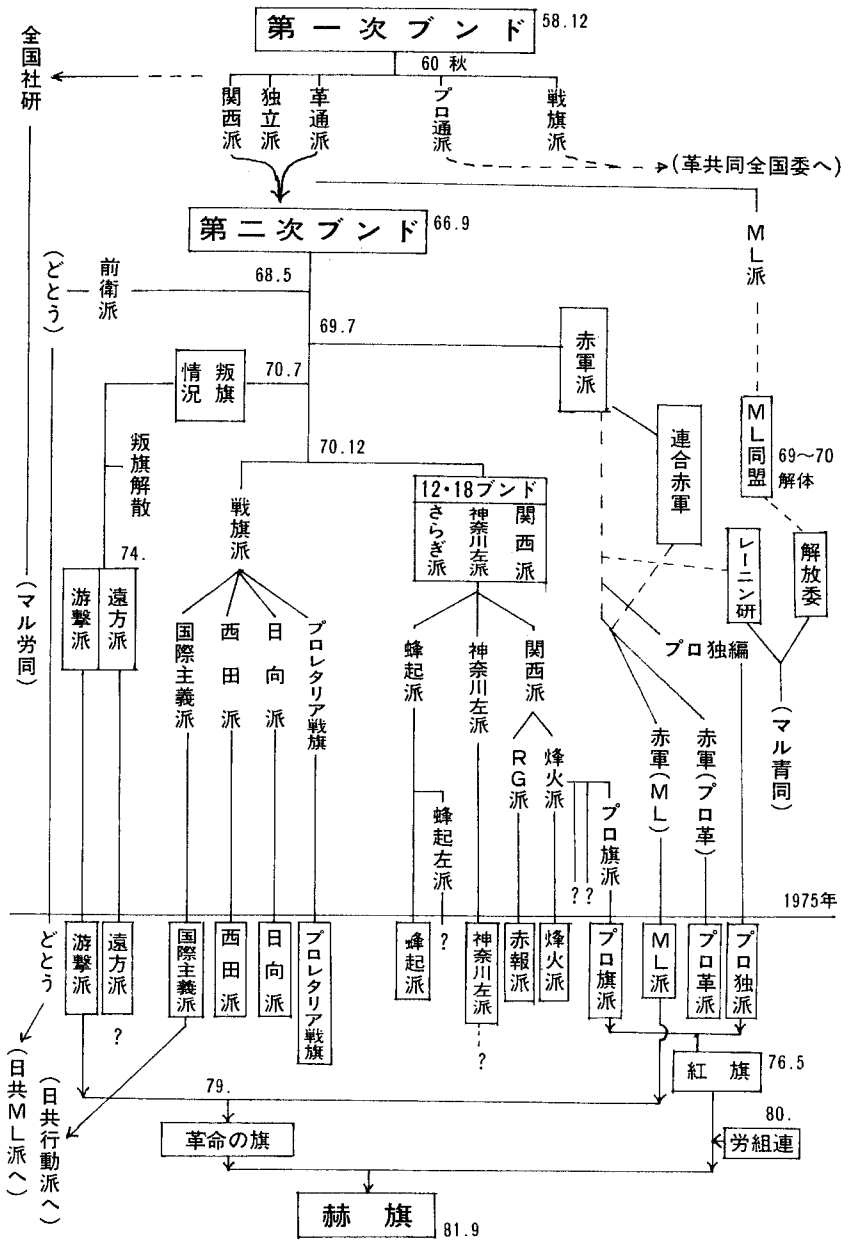 第一次ブンド
58.12
全国社研
60 秋
関西派
独立派
革通派
プロ通派
戦旗派
(革共同全国委へ)
第二次ブンド
66.9
ML派
68.5
前衛派
(どとう)
69.7
赤軍派
70.7
情況
叛旗
叛旗解散
70.12
戦旗派
12・18ブンド
さらぎ派
神奈川左派
関西派
連合赤軍
ML同盟
69〜70
解体
レーニン研
解放委
74.
游撃派
遠方派
(マル労同)
国際主義派
西田派
日向派
プロレタリア戦旗
蜂起派
神奈川左派
関西派
プロ独編
RG派
烽火派
蜂起左派
プロ旗派
赤軍(ML)
赤軍(プロ革)
(マル青同)
??
?
1975年
どとう
游撃派
遠方派
国際主義派
西田派
日向派
プロレタリア戦旗
蜂起派
神奈川左派
赤報派
烽火派
プロ旗派
ML派
プロ革派
プロ独派
?
?
(日共ML派へ)
(日共行動派へ)
紅旗
76.5
79.
革命の旗
80.
労組連
赫旗
81.9